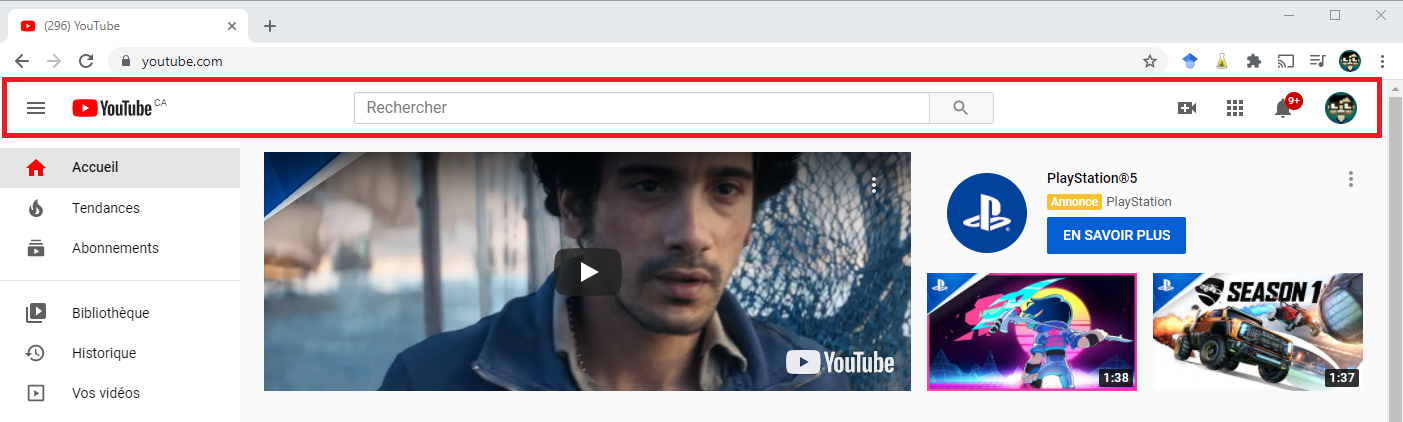 (296) YouTube
youtube.com
YouTube CA
Rechercher
9+
Accueil
Tendances
Abonnements
Bibliothèque
Historique
Vos vidéos
YouTube
PlayStation®5
Annonce PlayStation
EN SAVOIR PLUS
1:38
SEASON 1
1:37